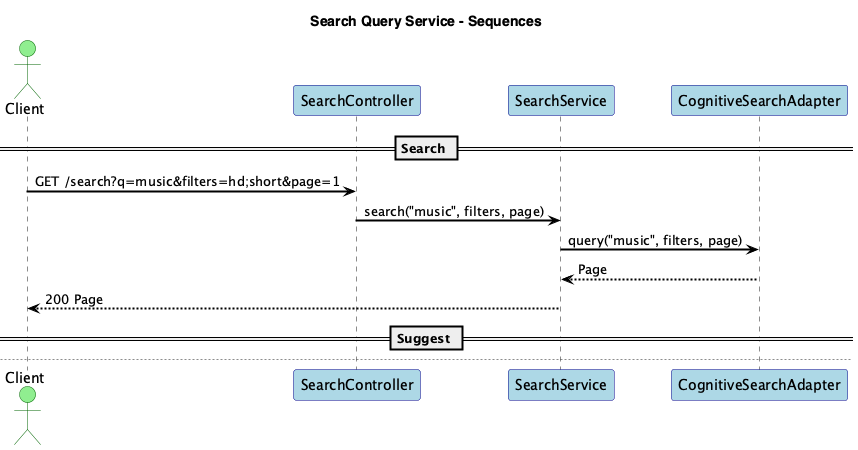 Search Query Service - Sequences
Client
SearchController
SearchService
CognitiveSearchAdapter
Search
GET /search?q=music&filters=hd;short&page=1
search("music", filters, page)
query("music", filters, page)
Page
200 Page
Suggest
Client
SearchController
SearchService
CognitiveSearchAdapter